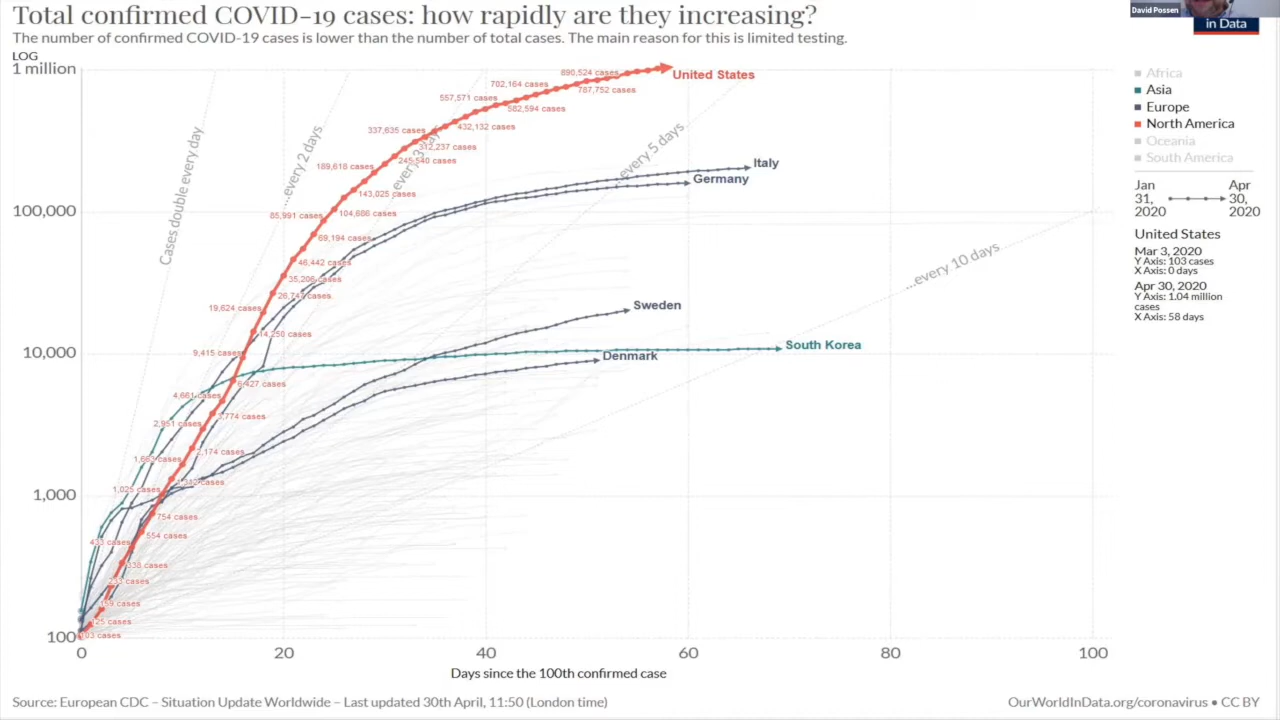 Total confirmed COVID-19 cases: how rapidly are they increasing?
The number of confirmed COVID-19 cases is lower than the number of total cases. The main reason for this is limited testing.
David Possen
in Data
LOG
1 million
100,000
10,000
1,000
100
0
20
40
60
80
100
Days since the 100th confirmed case
Cases double every day
...every 2 days
...every 3 day
...every 5 days
...every 10 days
United States
890,524 cases
787,752 cases
702,164 cases
582,594 cases
557,571 cases
432,132 cases
337,635 cases
312,237 cases
245,540 cases
189,618 cases
143,025 cases
104,686 cases
85,991 cases
69,194 cases
46,442 cases
35,206 cases
26,747 cases
19,624 cases
14,250 cases
9,415 cases
6,427 cases
4,661 cases
3,774 cases
2,951 cases
2,174 cases
1,663 cases
1,312 cases
1,025 cases
754 cases
554 cases
433 cases
338 cases
233 cases
159 cases
125 cases
103 cases
Italy
Germany
Sweden
South Korea
Denmark
Africa
Asia
Europe
North America
Oceania
South America
Jan 31, 2020
Apr 30, 2020
United States
Mar 3, 2020
Y Axis: 103 cases
X Axis: 0 days
Apr 30, 2020
Y Axis: 1.04 million
cases
X Axis: 58 days
Source: European CDC – Situation Update Worldwide – Last updated 30th April, 11:50 (London time)
OurWorldInData.org/coronavirus • CC BY